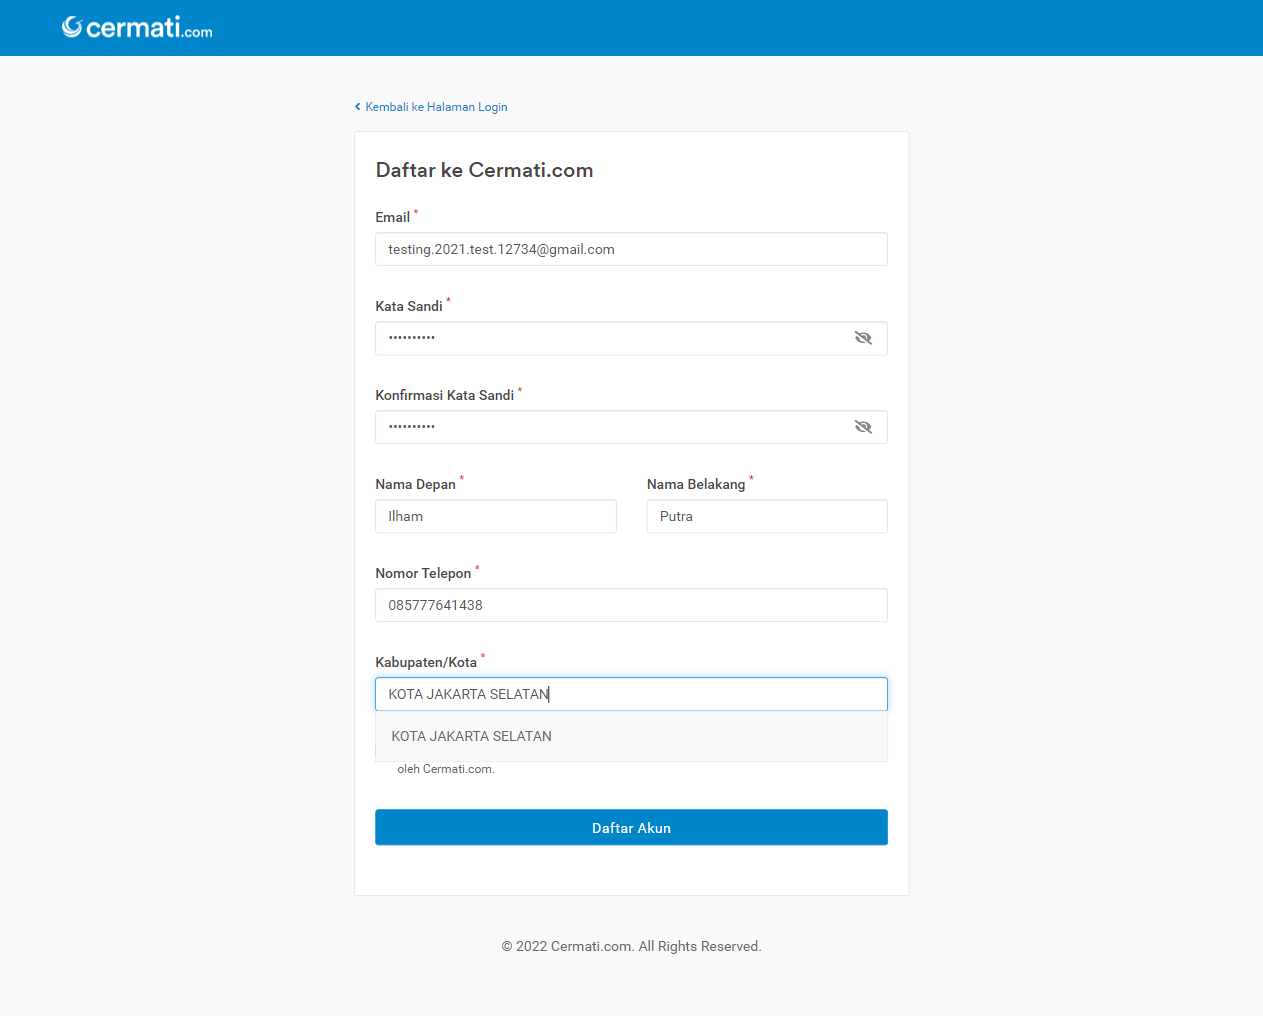 cermati.com
Kembali ke Halaman Login
Daftar ke Cermati.com
Email *
testing.2021.test.12734@gmail.com
Kata Sandi *
••••••••••
Konfirmasi Kata Sandi *
••••••••••
Nama Depan * Nama Belakang *
Ilham Putra
Nomor Telepon *
085777641438
Kabupaten/Kota *
KOTA JAKARTA SELATAN
KOTA JAKARTA SELATAN
oleh Cermati.com.
Daftar Akun
© 2022 Cermati.com. All Rights Reserved.